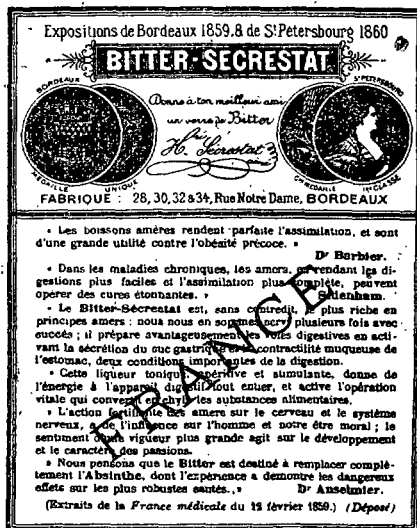 Expositions de Bordeaux 1859 & de St Petersbourg 1860
BITTER-SECRESTAT
BORDEAUX
MÉDAILLE UNIQUE
St PETERSBOURG
MÉDAILLE 1re CLASSE
Donne à ton meilleur ami
un verre de Bitter
Hri Secrestat
FABRIQUE : 28, 30, 32 & 34, Rue Notre Dame, BORDEAUX
« Les boissons amères rendent parfaite l'assimilation, et sont
d'une grande utilité contre l'obésité précoce. »
Dr Barbier.
« Dans les maladies chroniques, les amers, en rendant les di-
gestions plus faciles et l'assimilation plus complète, peuvent
opérer des cures étonnantes. »
« Le Bitter-Secrestat est, sans contredit, le plus riche en
principes amers ; nous nous en sommes servi plusieurs fois avec
succès ; il prépare avantageusement les voies digestives en acti-
vant la sécrétion du suc gastrique et la contractilité muqueuse de
l'estomac, deux conditions importantes de la digestion.
« Cette liqueur tonique, apéritive et stimulante, donne de
l'énergie à l'appareil digestif tout entier, et active l'opération
vitale qui convertit en chyle les substances alimentaires.
« L'action des amers sur le cerveau et le système
nerveux, l'influence sur l'homme et notre être moral ; le
sentiment d'une vigueur plus grande agit sur le développement
et le caractère des passions.
« Nous pensons que le Bitter est destiné à remplacer complè-
tement l'Absinthe, dont l'expérience a démontré les dangereux
effets sur les plus robustes santés. »
Dr Anselmier.
(Extraits de la France médicale du 12 février 1859.) (Déposé)
FRANCE